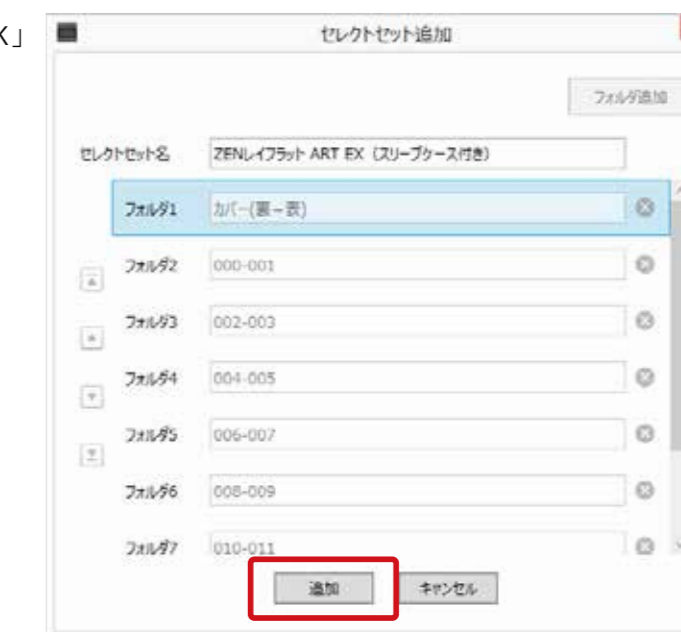 K」
セレクトセット追加
フォルダ追加
セレクトセット名 ZENレイフラット ART EX（スリーブケース付き）
フォルダ1 カバー(裏－表)
フォルダ2 000-001
フォルダ3 002-003
フォルダ4 004-005
フォルダ5 006-007
フォルダ6 008-009
フォルダ7 010-011
追加 キャンセル